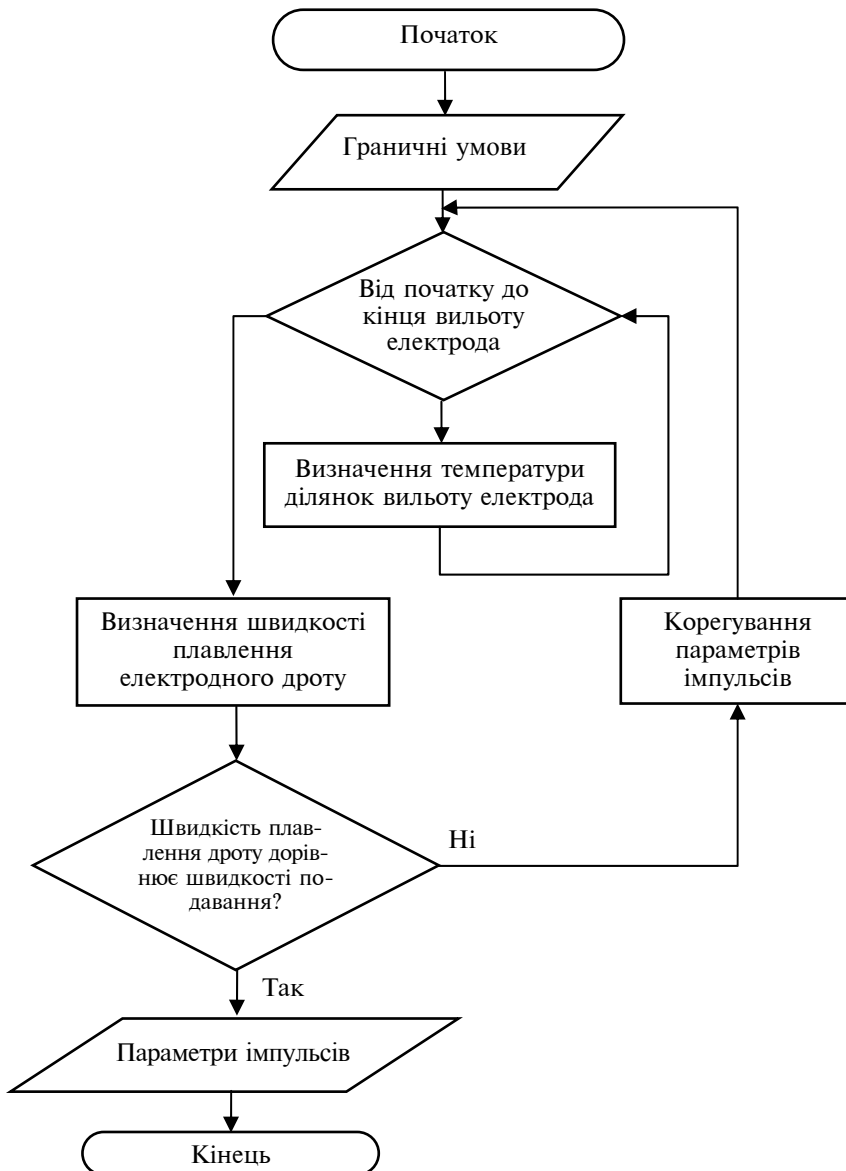 Початок
Граничні умови
Від початку до
кінця вильоту
електрода
Визначення температури
ділянок вильоту електрода
Визначення швидкості
плавлення
електродного дроту
Корегування
параметрів
імпульсів
Швидкість плав-
лення дроту дорів-
нює швидкості по-
давання?
Ні
Так
Параметри імпульсів
Кінець